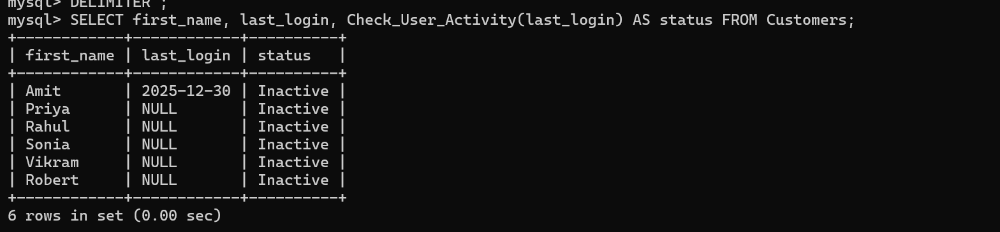 mysql> DELIMITER ;
mysql> SELECT first_name, last_login, Check_User_Activity(last_login) AS status FROM Customers;
+------------+------------+----------+
| first_name | last_login | status   |
+------------+------------+----------+
| Amit       | 2025-12-30 | Inactive |
| Priya      | NULL       | Inactive |
| Rahul      | NULL       | Inactive |
| Sonia      | NULL       | Inactive |
| Vikram     | NULL       | Inactive |
| Robert     | NULL       | Inactive |
+------------+------------+----------+
6 rows in set (0.00 sec)